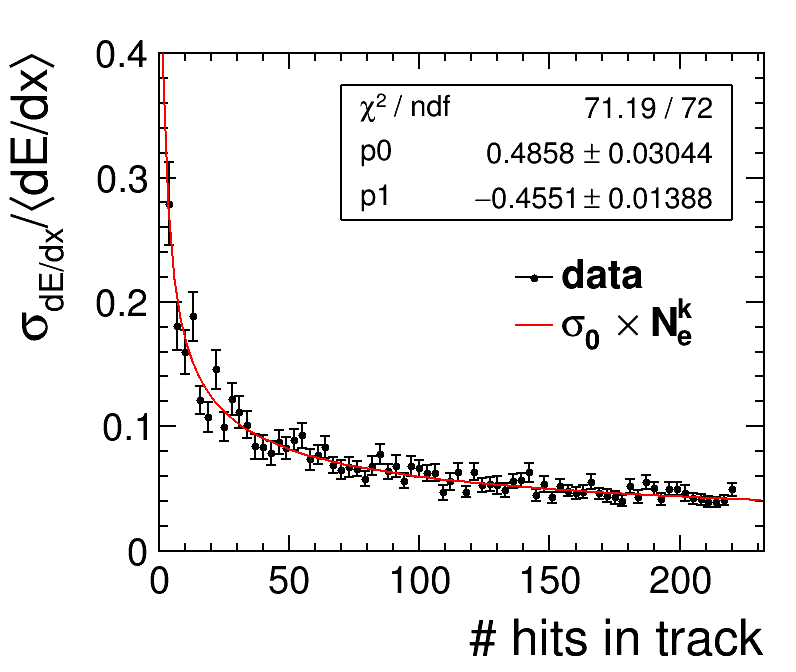 σ_dE/dx/⟨dE/dx⟩
0.4
0.3
0.2
0.1
0
χ² / ndf 71.19 / 72
p0 0.4858 ± 0.03044
p1 −0.4551 ± 0.01388
data
σ₀ × Nₑᵏ
0 50 100 150 200
# hits in track